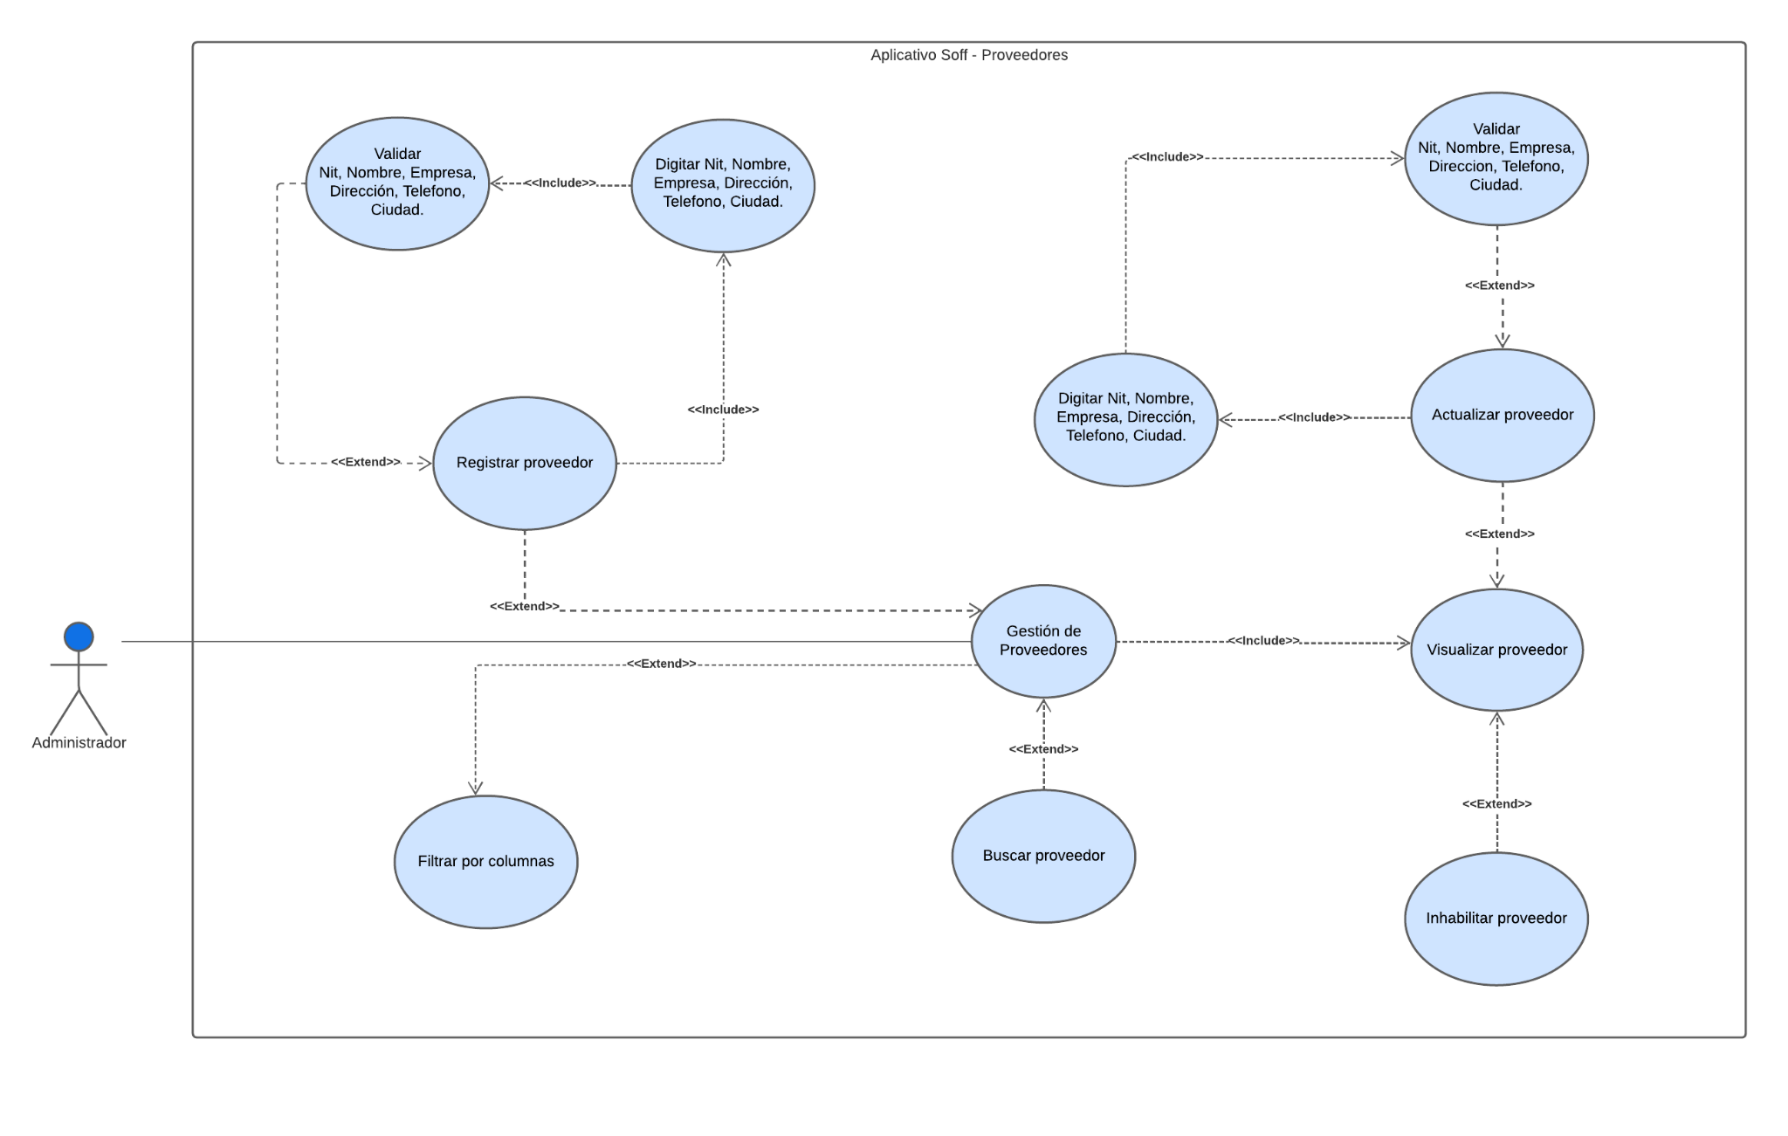 Aplicativo Soff - Proveedores
Validar
Nit, Nombre, Empresa,
Dirección, Telefono,
Ciudad.
<<Include>>
Digitar Nit, Nombre,
Empresa, Dirección,
Telefono, Ciudad.
<<Include>>
Validar
Nit, Nombre, Empresa,
Direccion, Telefono,
Ciudad.
<<Extend>>
<<Include>>
Digitar Nit, Nombre,
Empresa, Dirección,
Telefono, Ciudad.
<<Include>>
Actualizar proveedor
<<Extend>>
Registrar proveedor
<<Extend>>
<<Extend>>
Gestión de
Proveedores
<<Include>>
Visualizar proveedor
<<Extend>>
Administrador
<<Extend>>
<<Extend>>
Filtrar por columnas
Buscar proveedor
Inhabilitar proveedor